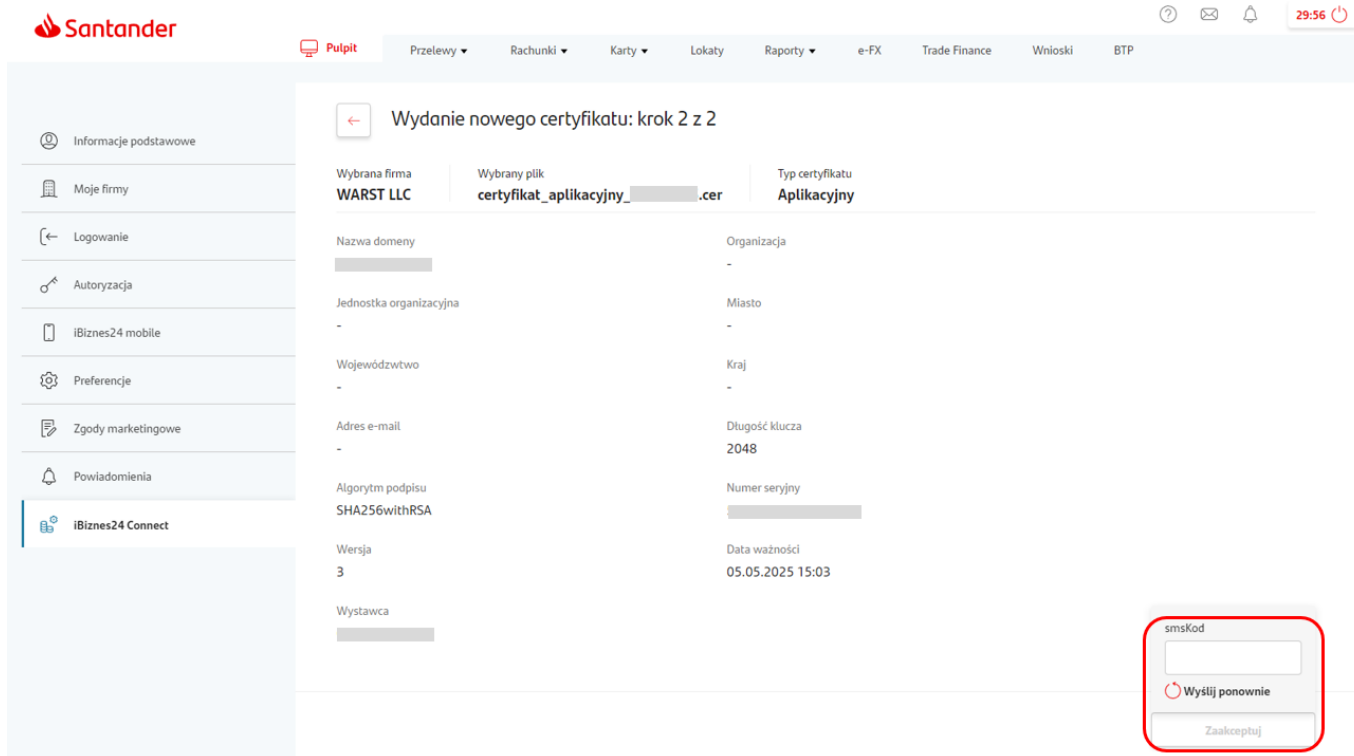 Santander
29:56
Pulpit Przelewy Rachunki Karty Lokaty Raporty e-FX Trade Finance Wnioski BTP
Informacje podstawowe
Moje firmy
Logowanie
Autoryzacja
iBiznes24 mobile
Preferencje
Zgody marketingowe
Powiadomienia
iBiznes24 Connect
Wydanie nowego certyfikatu: krok 2 z 2
Wybrana firma Wybrany plik Typ certyfikatu
WARST LLC certyfikat_aplikacyjny_ .cer Aplikacyjny
Nazwa domeny Organizacja
-
Jednostka organizacyjna Miasto
- -
Województwtwo Kraj
- -
Adres e-mail Długość klucza
- 2048
Algorytm podpisu Numer seryjny
SHA256withRSA
Wersja Data ważności
3 05.05.2025 15:03
Wystawca
smsKod
Wyślij ponownie
Zaakceptuj